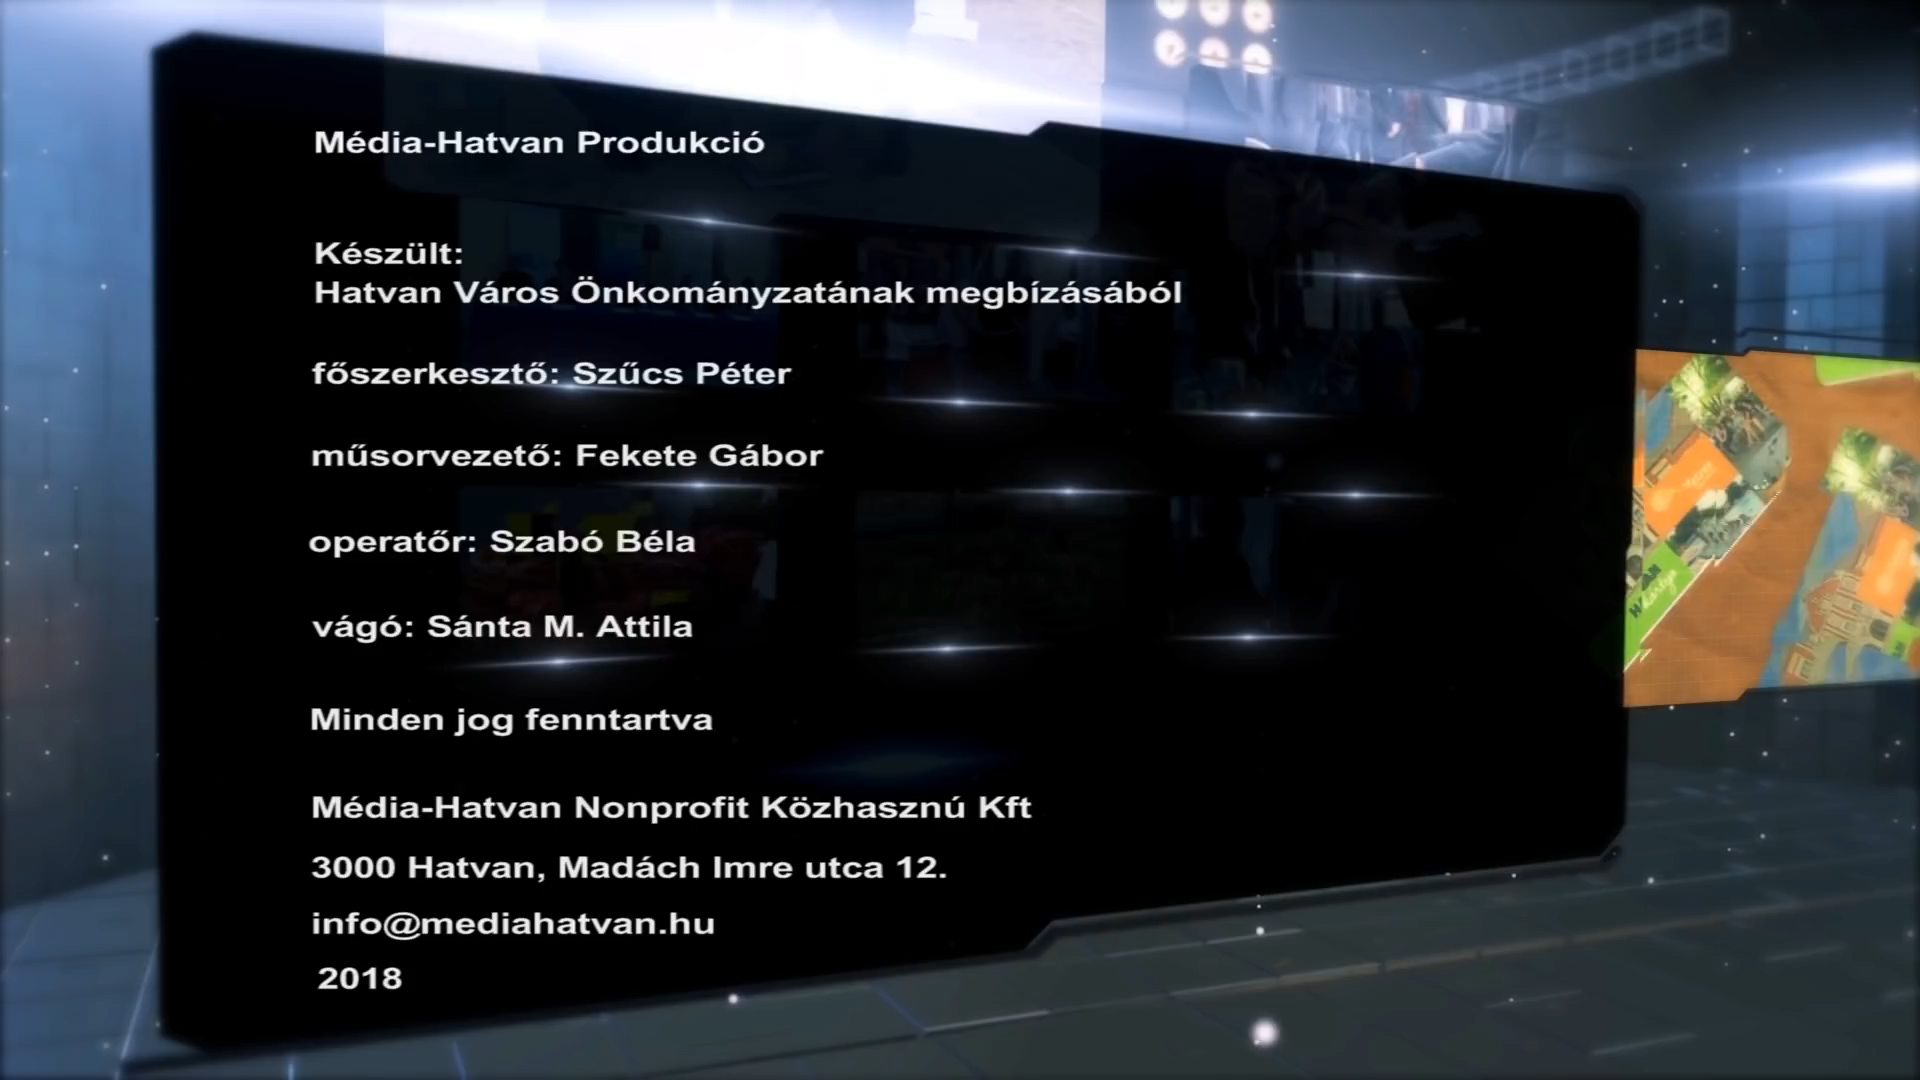 Média-Hatvan Produkció
Készült:
Hatvan Város Önkományzatának megbízásából
főszerkesztő: Szűcs Péter
műsorvezető: Fekete Gábor
operatőr: Szabó Béla
vágó: Sánta M. Attila
Minden jog fenntartva
Média-Hatvan Nonprofit Közhasznú Kft
3000 Hatvan, Madách Imre utca 12.
info@mediahatvan.hu
2018